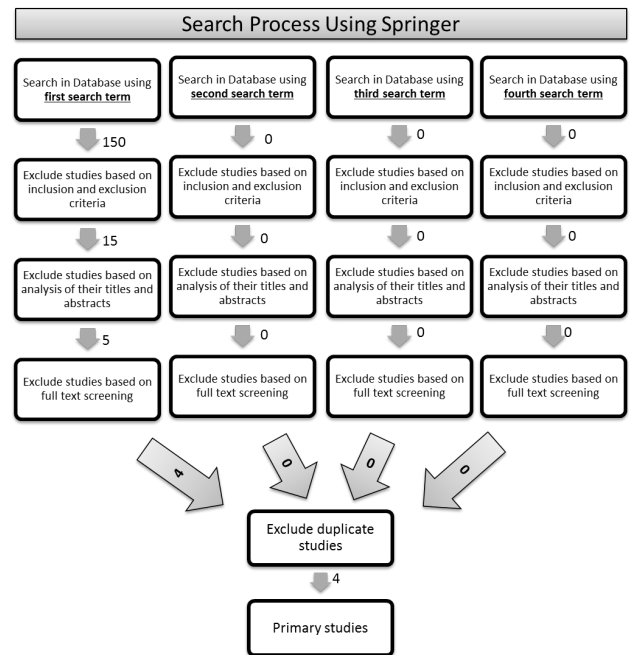 Search Process Using Springer
Search in Database using
first search term
Search in Database using
second search term
Search in Database using
third search term
Search in Database using
fourth search term
150
0
0
0
Exclude studies based on
inclusion and exclusion
criteria
Exclude studies based on
inclusion and exclusion
criteria
Exclude studies based on
inclusion and exclusion
criteria
Exclude studies based on
inclusion and exclusion
criteria
15
0
0
0
Exclude studies based on
analysis of their titles and
abstracts
Exclude studies based on
analysis of their titles and
abstracts
Exclude studies based on
analysis of their titles and
abstracts
Exclude studies based on
analysis of their titles and
abstracts
5
0
0
0
Exclude studies based on
full text screening
Exclude studies based on
full text screening
Exclude studies based on
full text screening
Exclude studies based on
full text screening
4
0
0
0
Exclude duplicate
studies
4
Primary studies